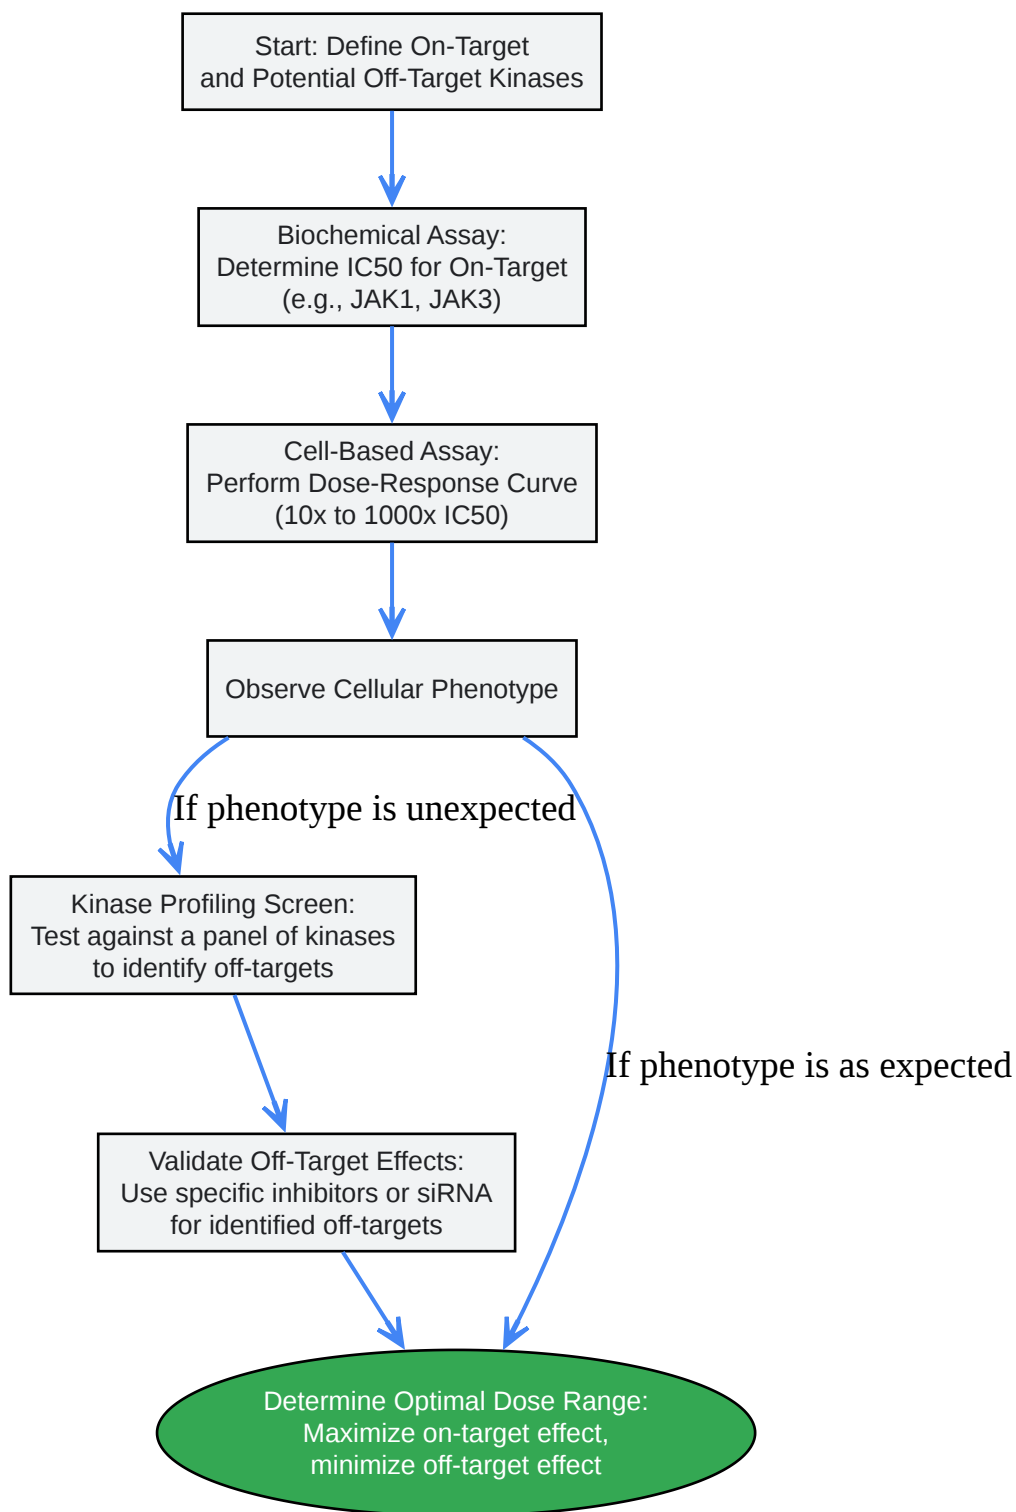 Start: Define On-Target
and Potential Off-Target Kinases
Biochemical Assay:
Determine IC50 for On-Target
(e.g., JAK1, JAK3)
Cell-Based Assay:
Perform Dose-Response Curve
(10x to 1000x IC50)
Observe Cellular Phenotype
If phenotype is unexpected
Kinase Profiling Screen:
Test against a panel of kinases
to identify off-targets
If phenotype is as expected
Validate Off-Target Effects:
Use specific inhibitors or siRNA
for identified off-targets
Determine Optimal Dose Range:
Maximize on-target effect,
minimize off-target effect